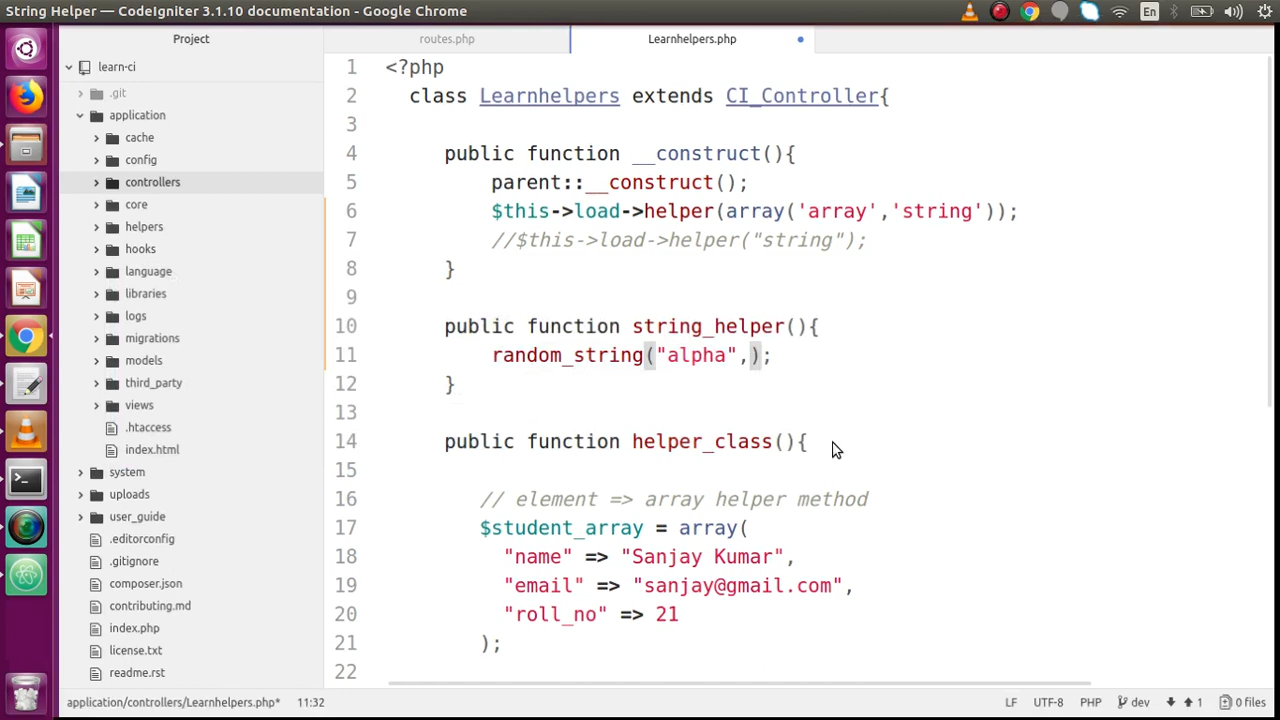 String Helper — CodeIgniter 3.1.10 documentation - Google Chrome
En
Project
routes.php
Learnhelpers.php
learn-ci
.git
application
cache
config
controllers
core
helpers
hooks
language
libraries
logs
migrations
models
third_party
views
.htaccess
index.html
system
uploads
user_guide
.editorconfig
.gitignore
composer.json
contributing.md
index.php
license.txt
readme.rst
1 <?php
2 class Learnhelpers extends CI_Controller{
3
4 public function __construct(){
5 parent::__construct();
6 $this->load->helper(array('array','string'));
7 //$this->load->helper("string");
8 }
9
10 public function string_helper(){
11 random_string("alpha",);
12 }
13
14 public function helper_class(){
15
16 // element => array helper method
17 $student_array = array(
18 "name" => "Sanjay Kumar",
19 "email" => "sanjay@gmail.com",
20 "roll_no" => 21
21 );
22
application/controllers/Learnhelpers.php* 11:32 LF UTF-8 PHP dev 1 0 files